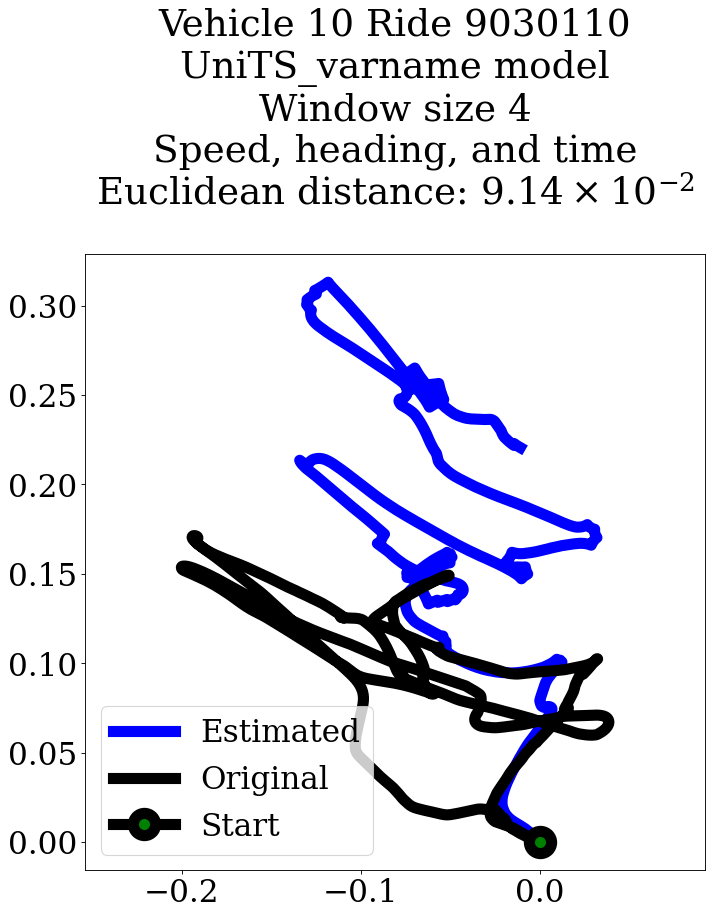 Vehicle 10 Ride 9030110
UniTS_varname model
Window size 4
Speed, heading, and time
Euclidean distance: 9.14 × 10⁻²
0.30
0.25
0.20
0.15
0.10
0.05
0.00
Estimated
Original
Start
−0.2
−0.1
0.0